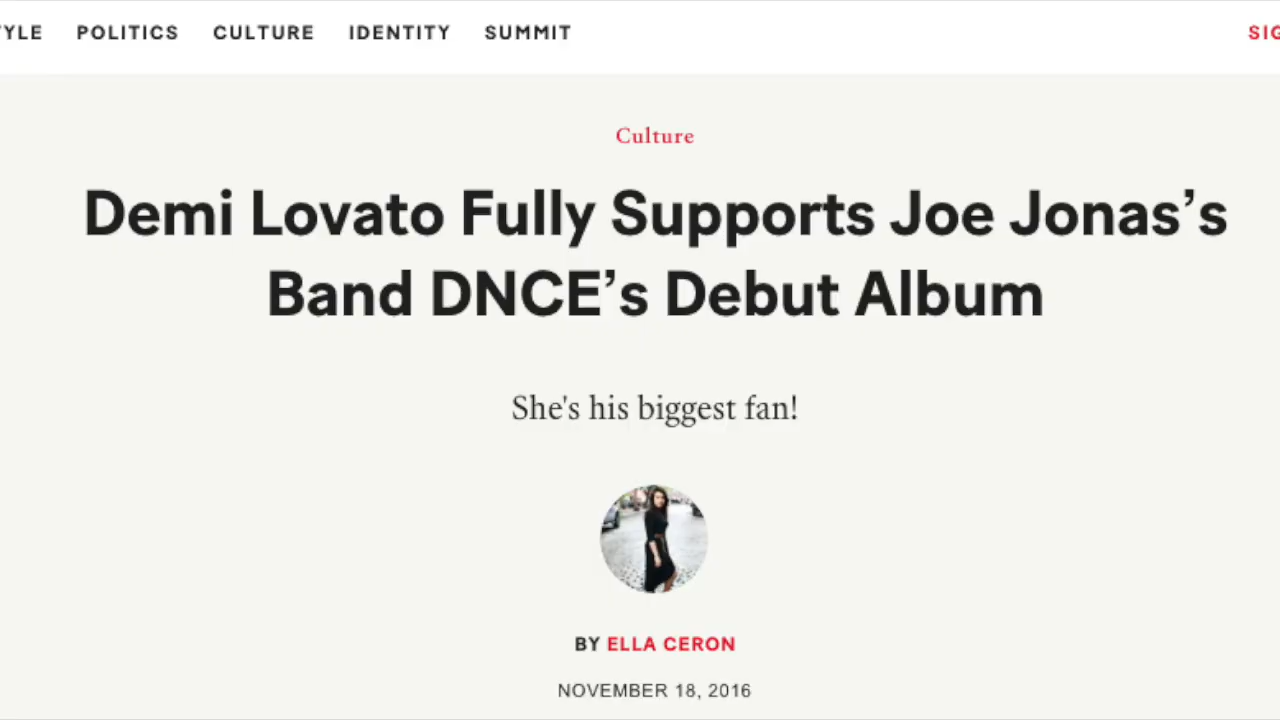 POLITICS CULTURE IDENTITY SUMMIT
Culture
Demi Lovato Fully Supports Joe Jonas’s
Band DNCE’s Debut Album
She's his biggest fan!
BY ELLA CERON
NOVEMBER 18, 2016